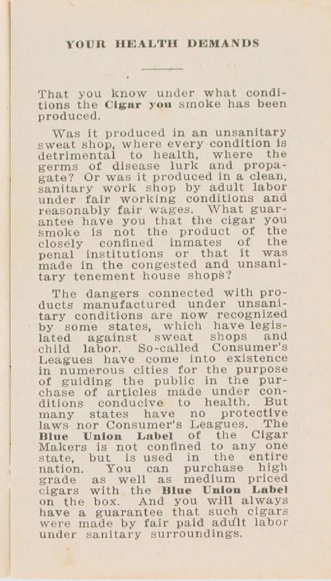 YOUR HEALTH DEMANDS
That you know under what condi-
tions the Cigar you smoke has been
produced.
Was it produced in an unsanitary
sweat shop, where every condition is
detrimental to health, where the
germs of disease lurk and propa-
gate? Or was it produced in a clean,
sanitary work shop by adult labor
under fair working conditions and
reasonably fair wages. What guar-
antee have you that the cigar you
smoke is not the product of the
closely confined inmates of the
penal institutions or that it was
made in the congested and unsani-
tary tenement house shops?
The dangers connected with pro-
ducts manufactured under unsani-
tary conditions are now recognized
by some states, which have legis-
lated against sweat shops and
child labor. So-called Consumer's
Leagues have come into existence
in numerous cities for the purpose
of guiding the public in the pur-
chase of articles made under con-
ditions conducive to health. But
many states have no protective
laws nor Consumer's Leagues. The
Blue Union Label of the Cigar
Makers is not confined to any one
state, but is used in the entire
nation. You can purchase high
grade as well as medium priced
cigars with the Blue Union Label
on the box. And you will always
have a guarantee that such cigars
were made by fair paid adult labor
under sanitary surroundings.